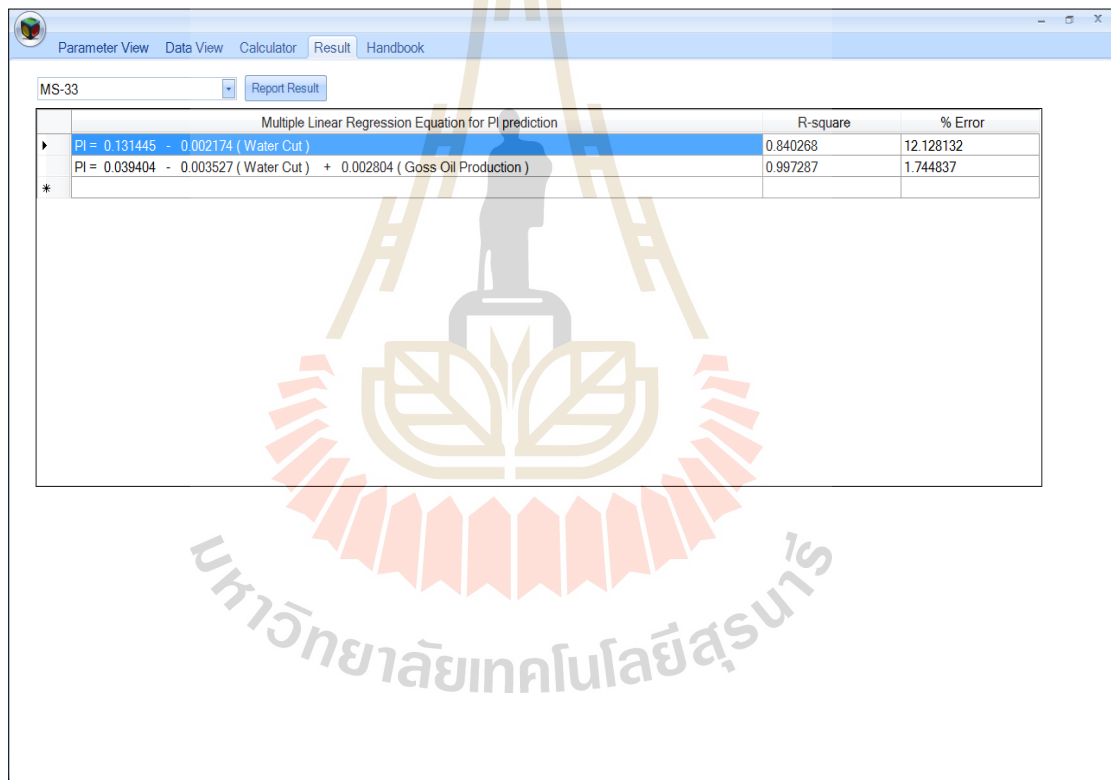 Parameter View Data View Calculator Result Handbook
MS-33 Report Result
Multiple Linear Regression Equation for PI prediction R-square % Error
PI = 0.131445 - 0.002174 ( Water Cut ) 0.840268 12.128132
PI = 0.039404 - 0.003527 ( Water Cut ) + 0.002804 ( Goss Oil Production ) 0.997287 1.744837
มหาวิทยาลัยเทคโนโลยีสุรนารี